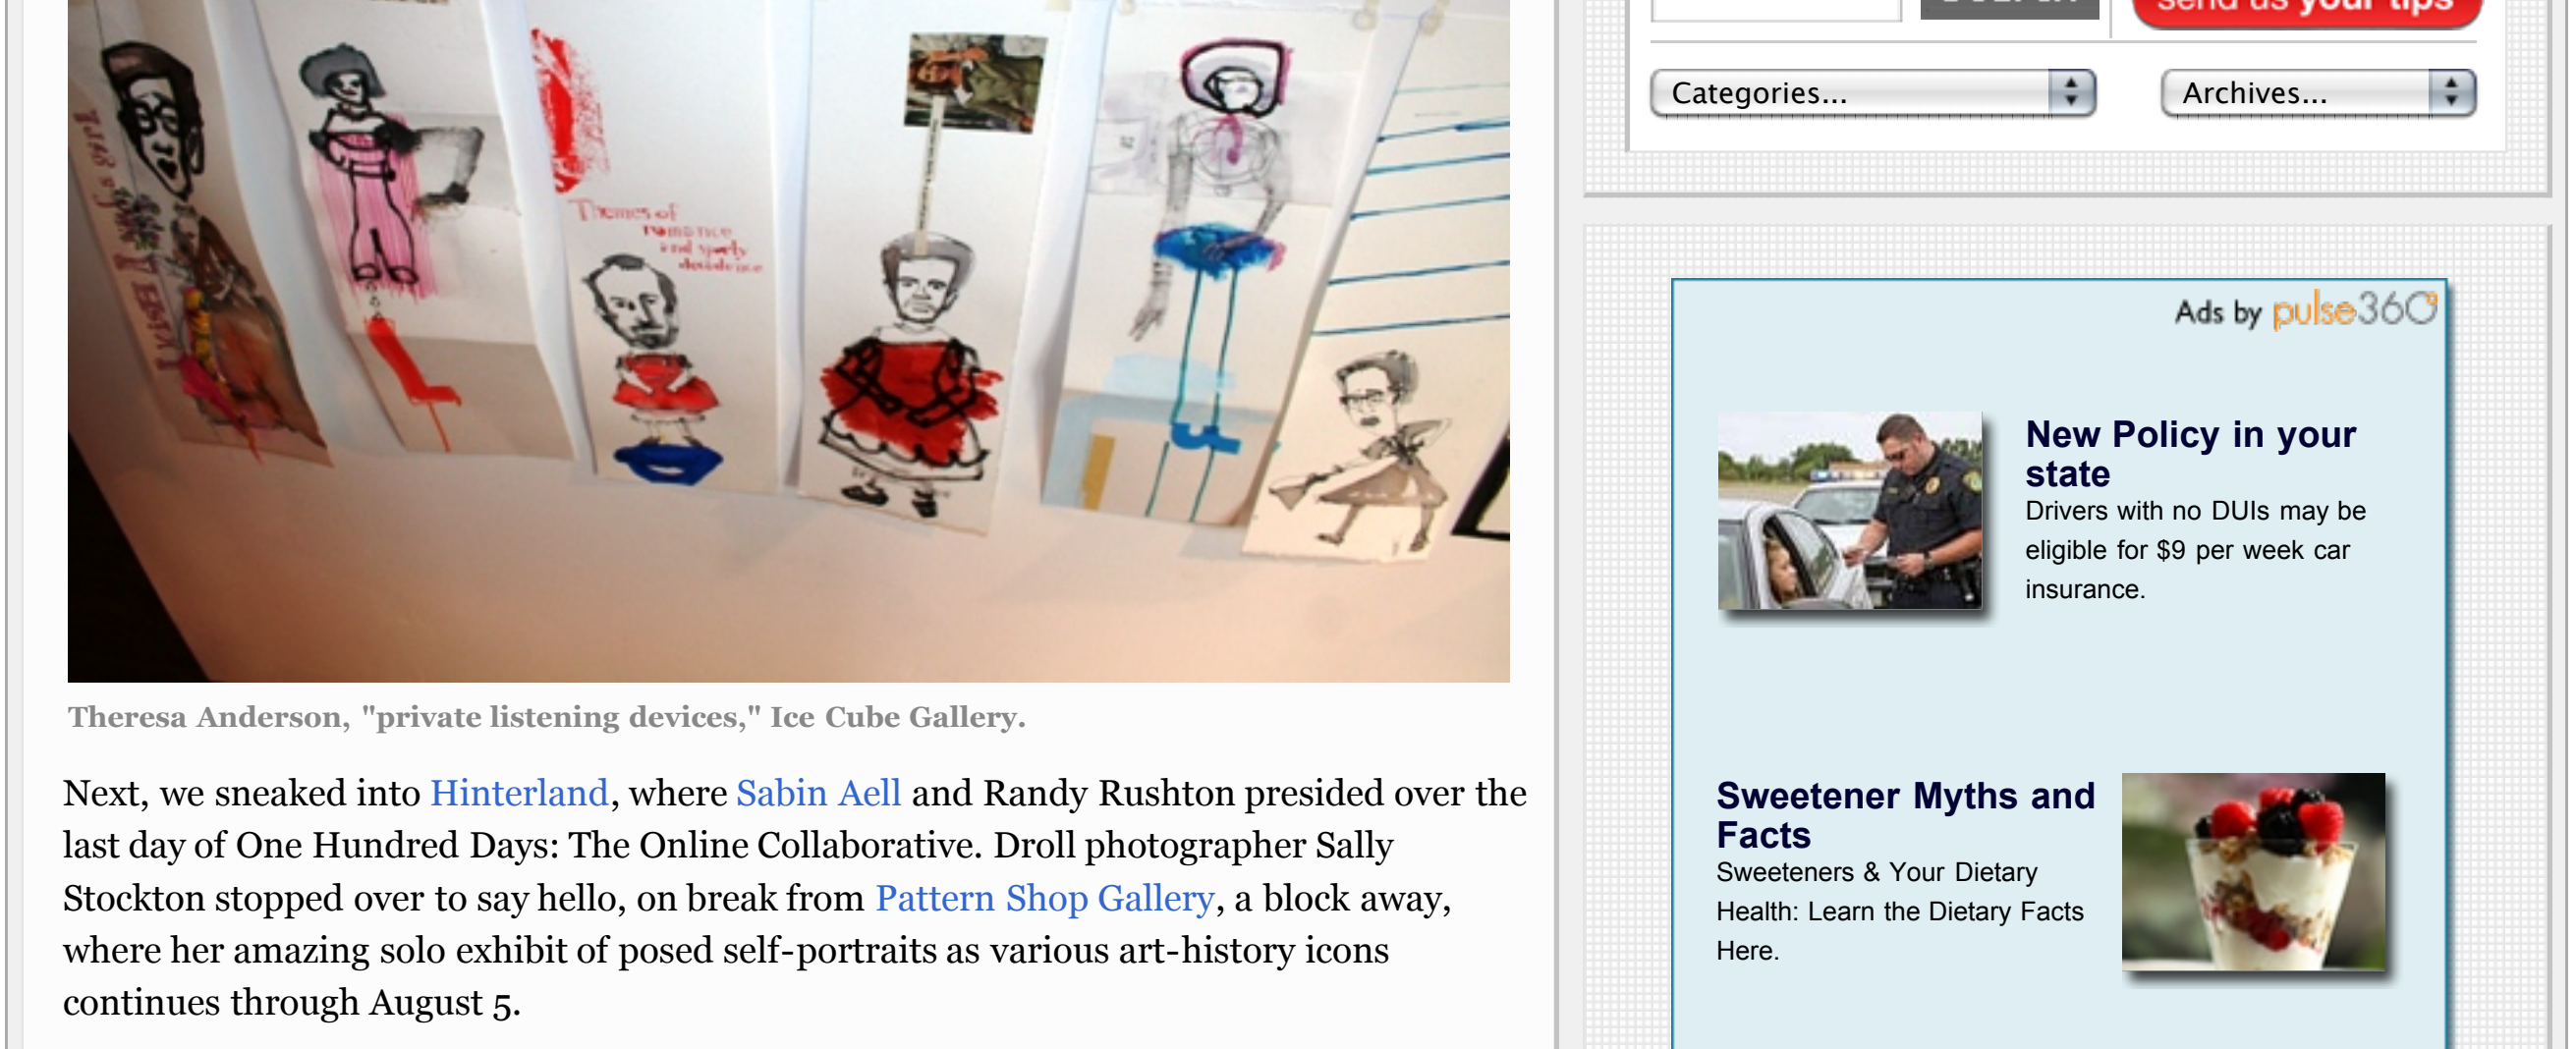 send us your tips
Categories...
Archives...
Themes of
romance
and
Theresa Anderson, "private listening devices," Ice Cube Gallery.
Next, we sneaked into Hinterland, where Sabin Aell and Randy Rushton presided over the
last day of One Hundred Days: The Online Collaborative. Droll photographer Sally
Stockton stopped over to say hello, on break from Pattern Shop Gallery, a block away,
where her amazing solo exhibit of posed self-portraits as various art-history icons
continues through August 5.
Ads by pulse360
New Policy in your
state
Drivers with no DUIs may be
eligible for $9 per week car
insurance.
Sweetener Myths and
Facts
Sweeteners & Your Dietary
Health: Learn the Dietary Facts
Here.